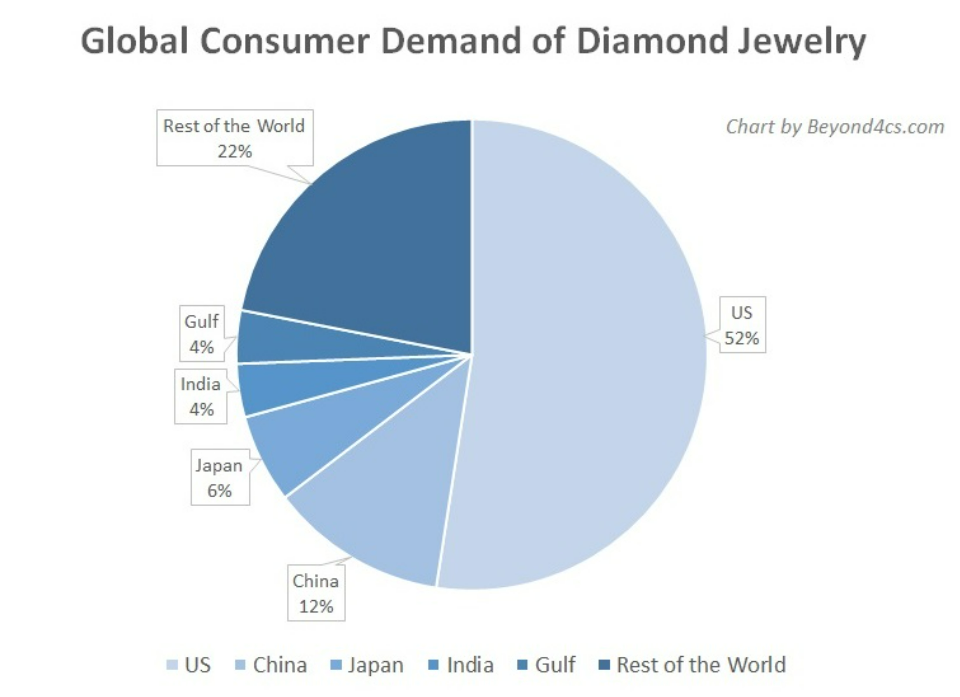 Global Consumer Demand of Diamond Jewelry
Chart by Beyond4cs.com
Rest of the World
22%
US
52%
Gulf
4%
India
4%
Japan
6%
China
12%
US China Japan India Gulf Rest of the World